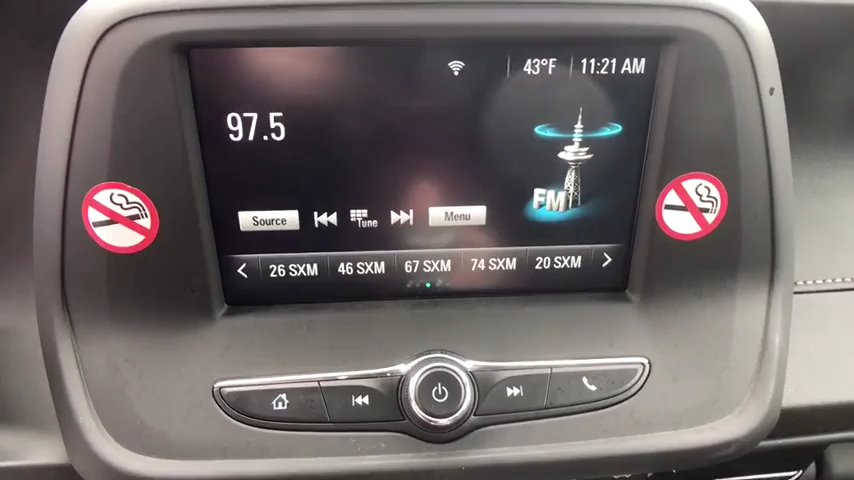 43°F 11:21 AM
97.5
FM
Source Tune Menu
26 SXM 46 SXM 67 SXM 74 SXM 20 SXM